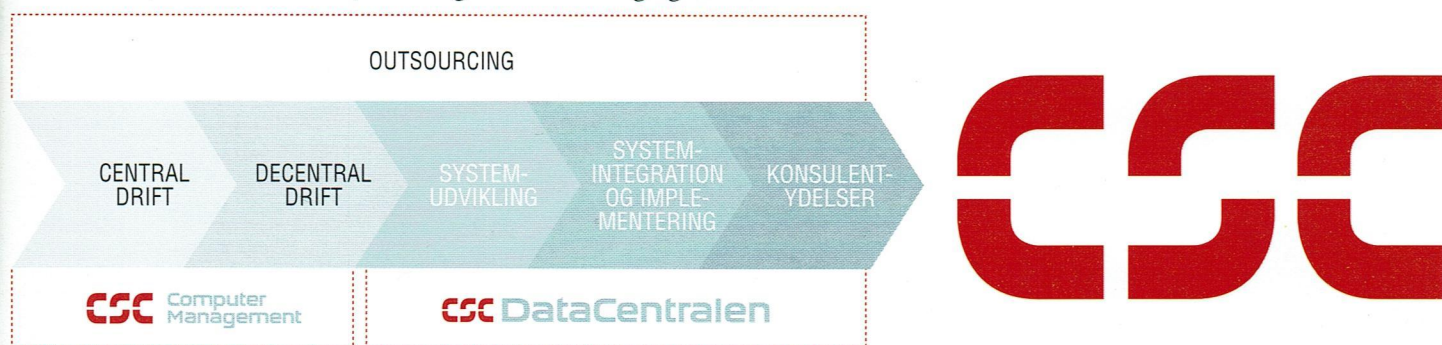 OUTSOURCING
CENTRAL
DRIFT
DECENTRAL
DRIFT
SYSTEM-
UDVIKLING
SYSTEM-
INTEGRATION
OG IMPLE-
MENTERING
KONSULENT-
YDELSER
CSC Computer
Management
CSC DataCentralen
CSC